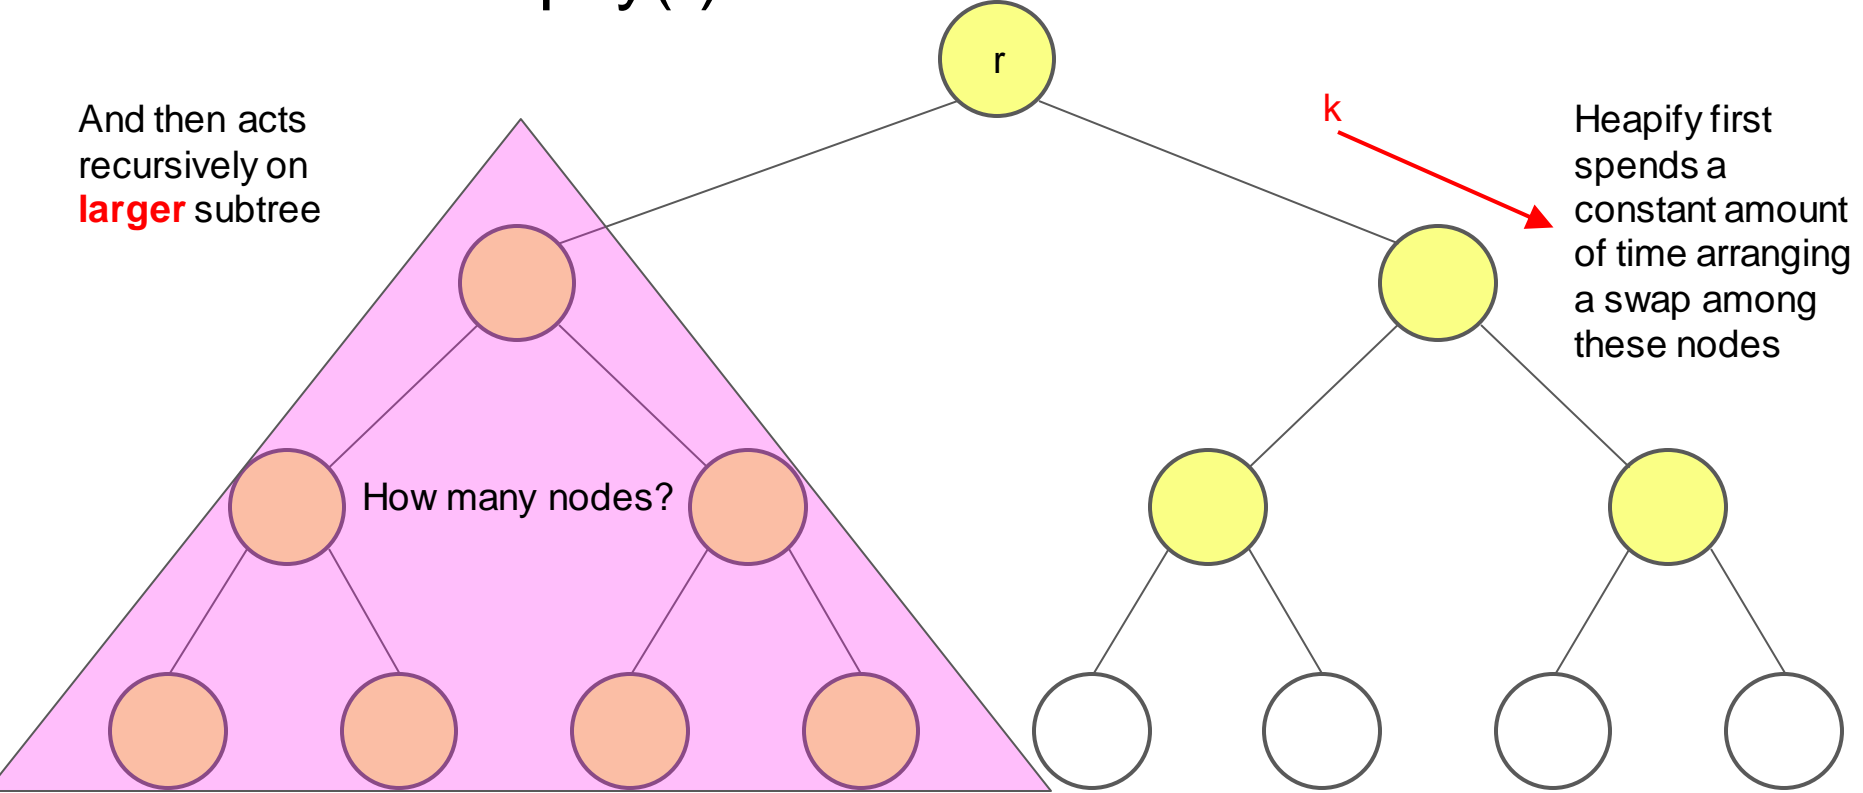 r
k
And then acts
recursively on
larger subtree
Heapify first
spends a
constant amount
of time arranging
a swap among
these nodes
How many nodes?